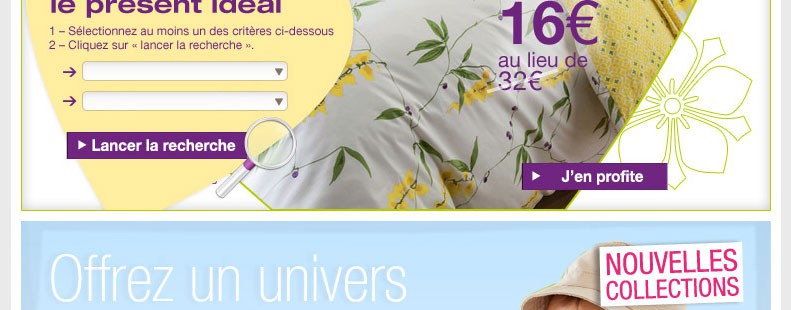 le présent idéal
1 – Sélectionnez au moins un des critères ci-dessous
2 – Cliquez sur « lancer la recherche ».
Lancer la recherche
16€
au lieu de
32€
J'en profite
Offrez un univers
NOUVELLES
COLLECTIONS